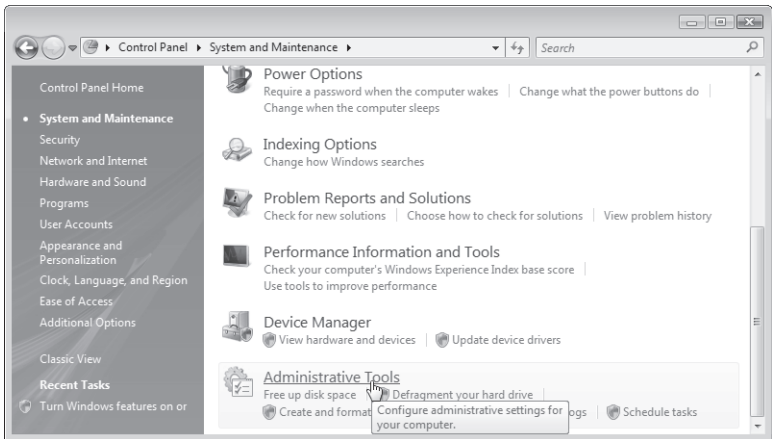 Control Panel System and Maintenance
Search
Control Panel Home
System and Maintenance
Security
Network and Internet
Hardware and Sound
Programs
User Accounts
Appearance and
Personalization
Clock, Language, and Region
Ease of Access
Additional Options
Classic View
Recent Tasks
Turn Windows features on or
Power Options
Require a password when the computer wakes Change what the power buttons do
Change when the computer sleeps
Indexing Options
Change how Windows searches
Problem Reports and Solutions
Check for new solutions Choose how to check for solutions View problem history
Performance Information and Tools
Check your computer's Windows Experience Index base score
Use tools to improve performance
Device Manager
View hardware and devices Update device drivers
Administrative Tools
Free up disk space Defragment your hard drive
Create and format ogs Schedule tasks
Configure administrative settings for
your computer.